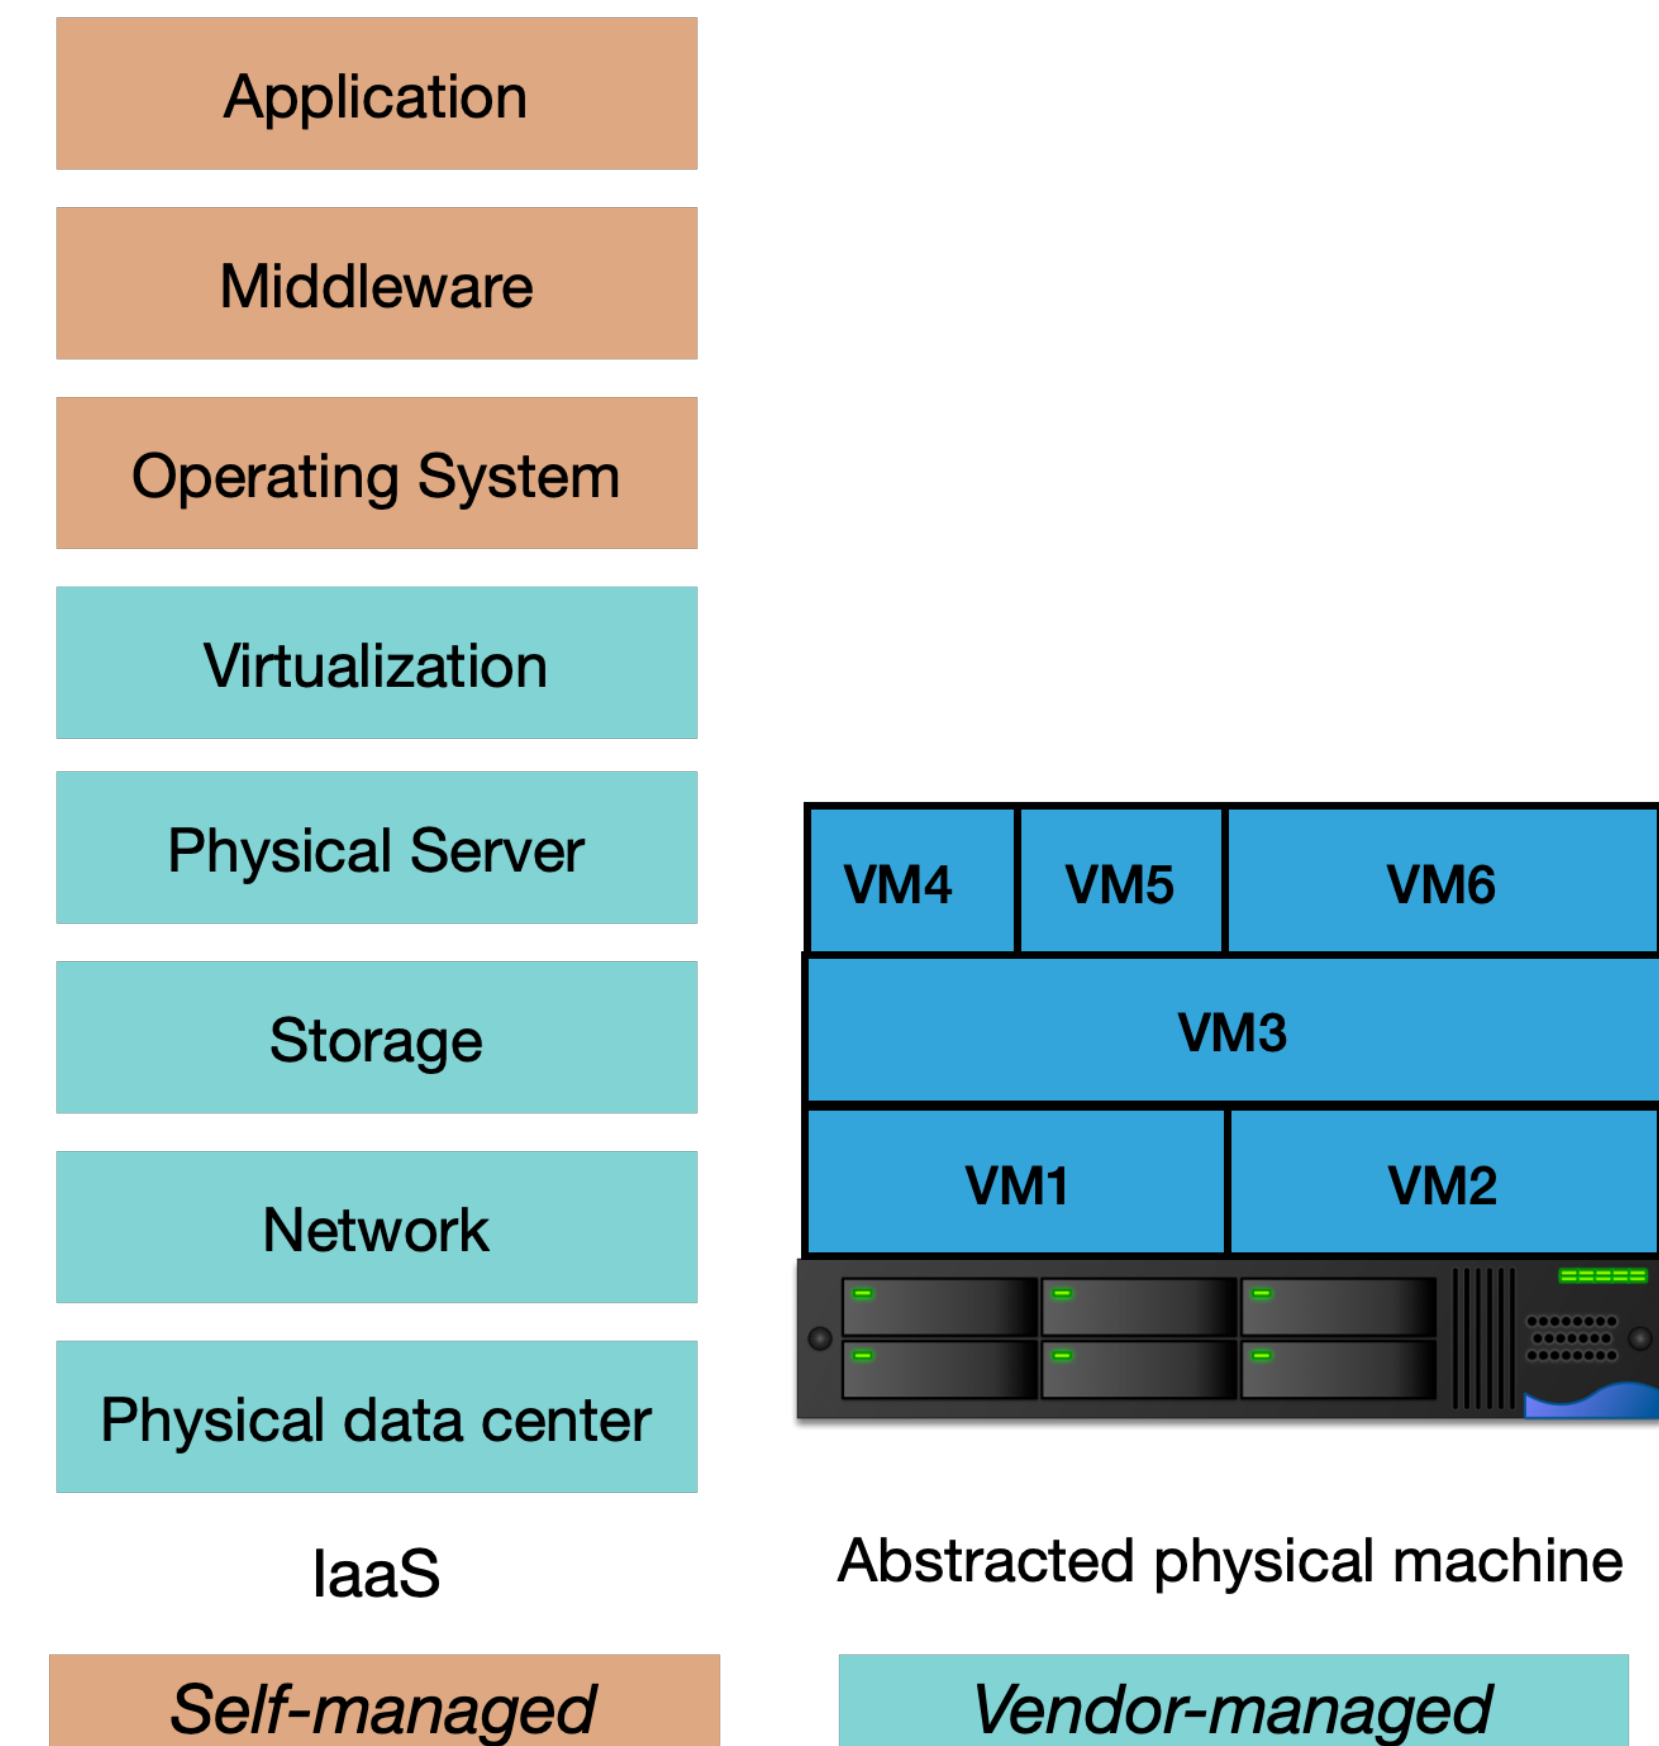 Application
Middleware
Operating System
Virtualization
Physical Server
Storage
Network
Physical data center
IaaS
VM4 VM5 VM6
VM3
VM1 VM2
Abstracted physical machine
Self-managed
Vendor-managed